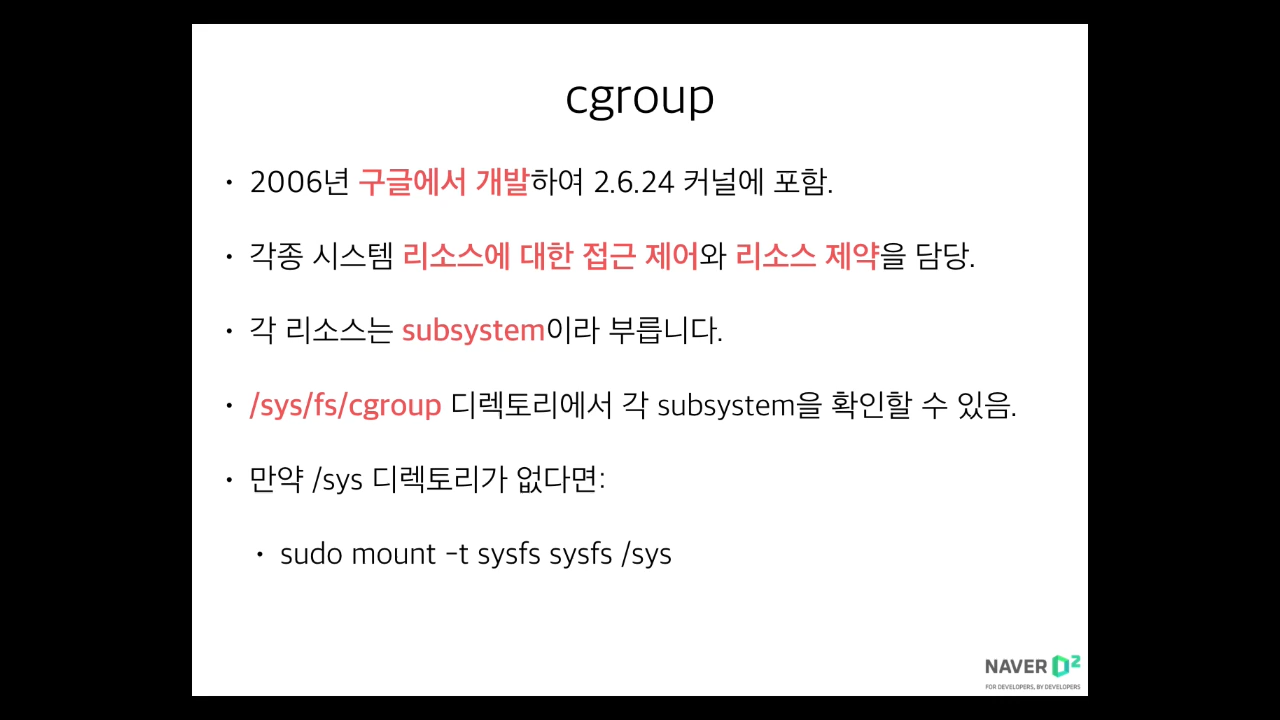 cgroup
• 2006년 구글에서 개발하여 2.6.24 커널에 포함.
• 각종 시스템 리소스에 대한 접근 제어와 리소스 제약을 담당.
• 각 리소스는 subsystem이라 부릅니다.
• /sys/fs/cgroup 디렉토리에서 각 subsystem을 확인할 수 있음.
• 만약 /sys 디렉토리가 없다면:
• sudo mount -t sysfs sysfs /sys
NAVER D2
FOR DEVELOPERS, BY DEVELOPERS